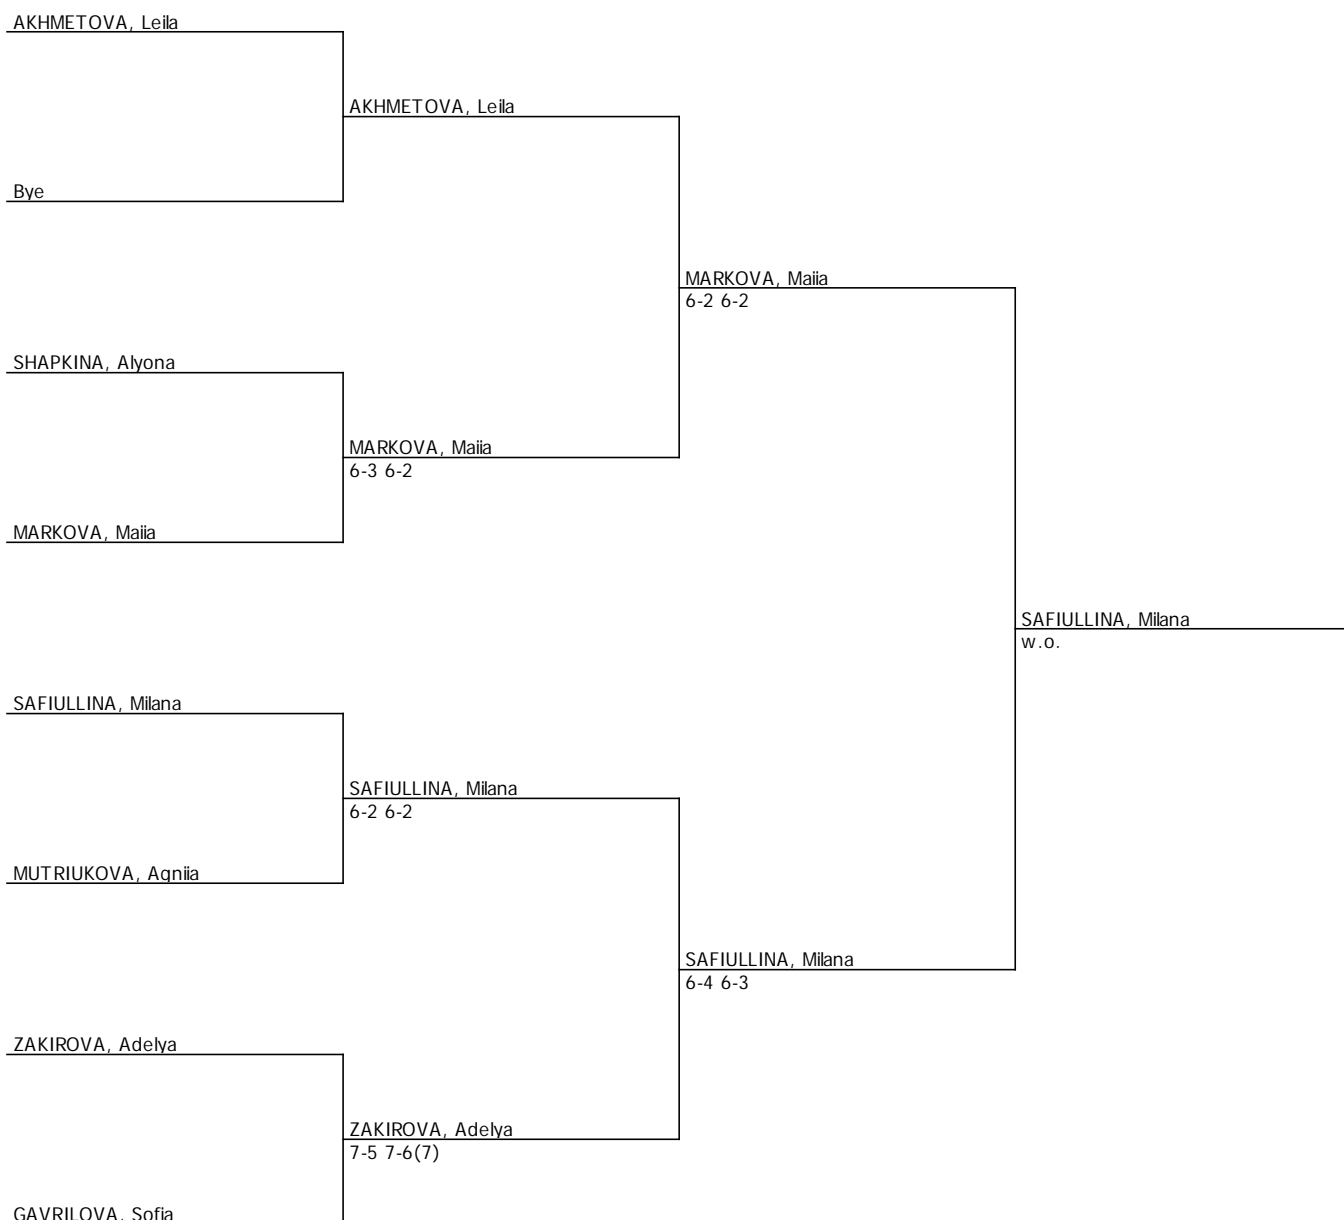 AKHMETOVA, Leila
AKHMETOVA, Leila
Bye
MARKOVA, Maiia
6-2 6-2
SHAPKINA, Alyona
MARKOVA, Maiia
6-3 6-2
MARKOVA, Maiia
SAFIULLINA, Milana
w.o.
SAFIULLINA, Milana
SAFIULLINA, Milana
6-2 6-2
MUTRIUKOVA, Agniia
SAFIULLINA, Milana
6-4 6-3
ZAKIROVA, Adelya
ZAKIROVA, Adelya
7-5 7-6(7)
GAVRILOVA, Sofia